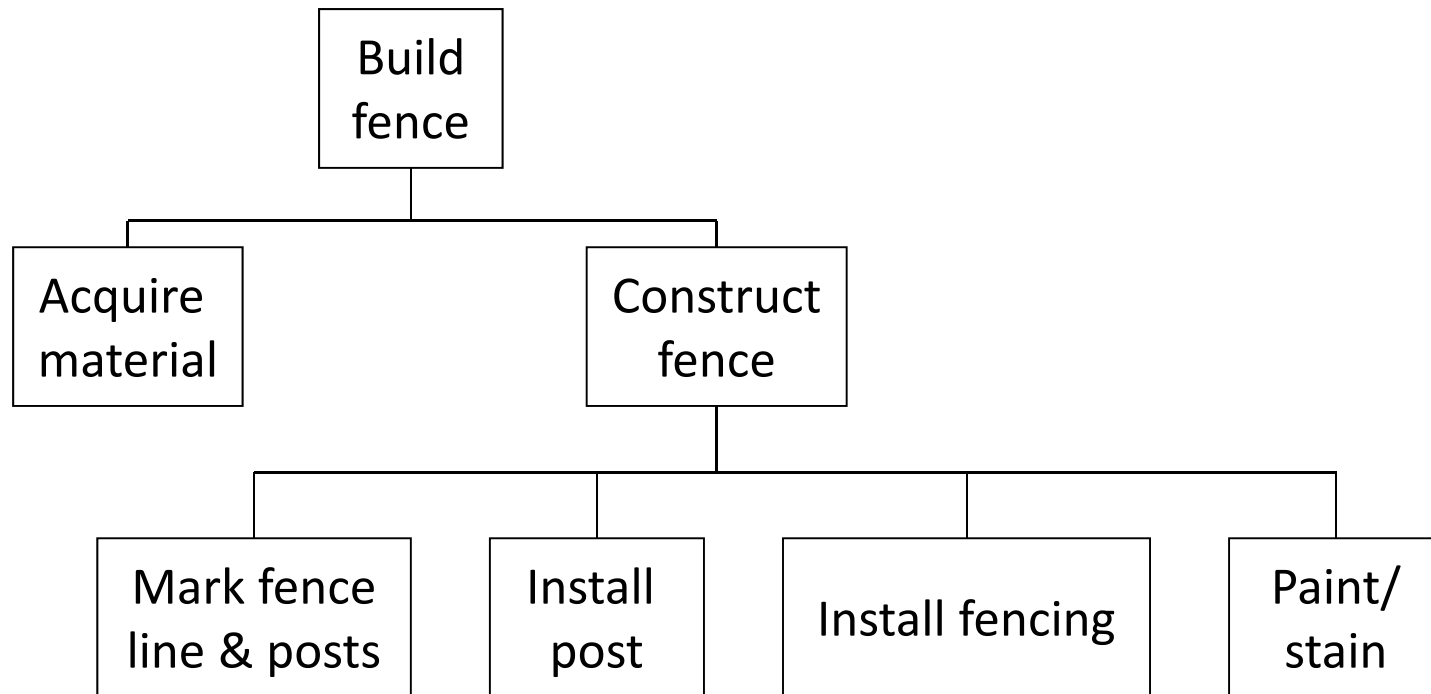 Build
fence
Acquire
material
Construct
fence
Mark fence
line & posts
Install
post
Install fencing
Paint/
stain